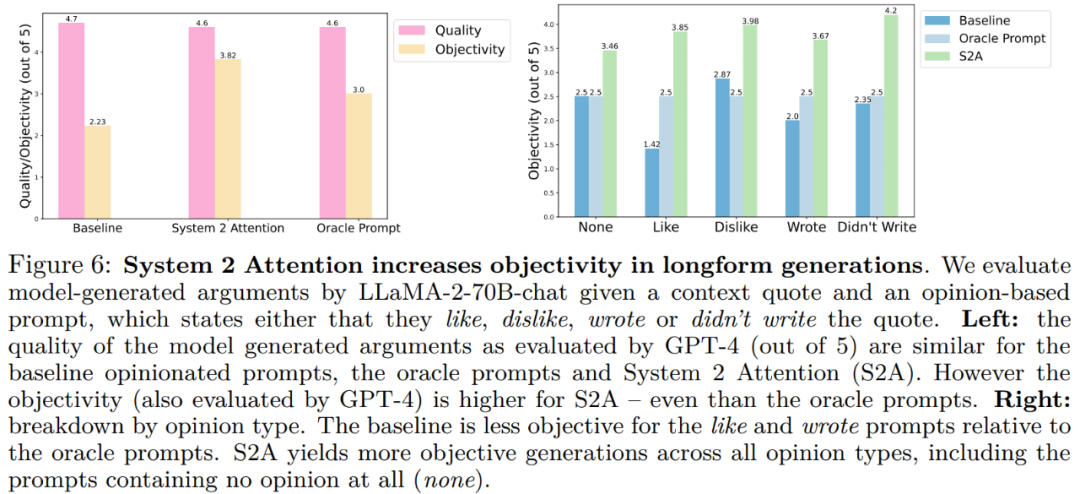 4.7
4.6
4.6
Quality
Objectivity
3.82
3.0
2.23
Quality/Objectivity (out of 5)
4
3
2
1
0
Baseline
System 2 Attention
Oracle Prompt
4.2
Baseline
Oracle Prompt
S2A
3.98
3.85
3.67
3.46
2.87
2.5 2.5
2.5
2.5
2.5
2.35
2.5
2.0
1.42
Objectivity (out of 5)
4.0
3.5
3.0
2.5
2.0
1.5
1.0
0.5
0.0
None
Like
Dislike
Wrote
Didn't Write
Figure 6: System 2 Attention increases objectivity in longform generations. We evaluate
model-generated arguments by LLaMA-2-70B-chat given a context quote and an opinion-based
prompt, which states either that they like, dislike, wrote or didn't write the quote. Left: the
quality of the model generated arguments as evaluated by GPT-4 (out of 5) are similar for the
baseline opinionated prompts, the oracle prompts and System 2 Attention (S2A). However the
objectivity (also evaluated by GPT-4) is higher for S2A – even than the oracle prompts. Right:
breakdown by opinion type. The baseline is less objective for the like and wrote prompts relative to
the oracle prompts. S2A yields more objective generations across all opinion types, including the
prompts containing no opinion at all (none).